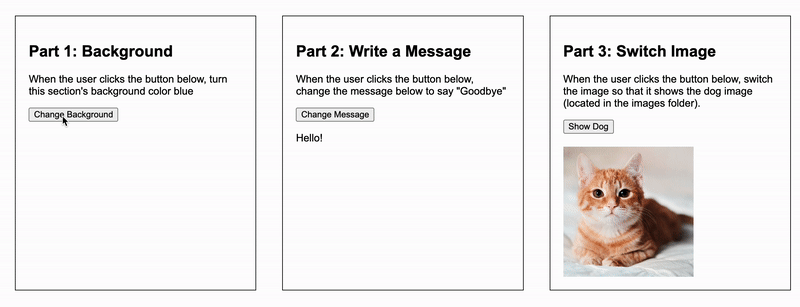 Part 1: Background
When the user clicks the button below, turn
this section's background color blue
Change Background
Part 2: Write a Message
When the user clicks the button below,
change the message below to say "Goodbye"
Change Message
Hello!
Part 3: Switch Image
When the user clicks the button below, switch
the image so that it shows the dog image
(located in the images folder).
Show Dog